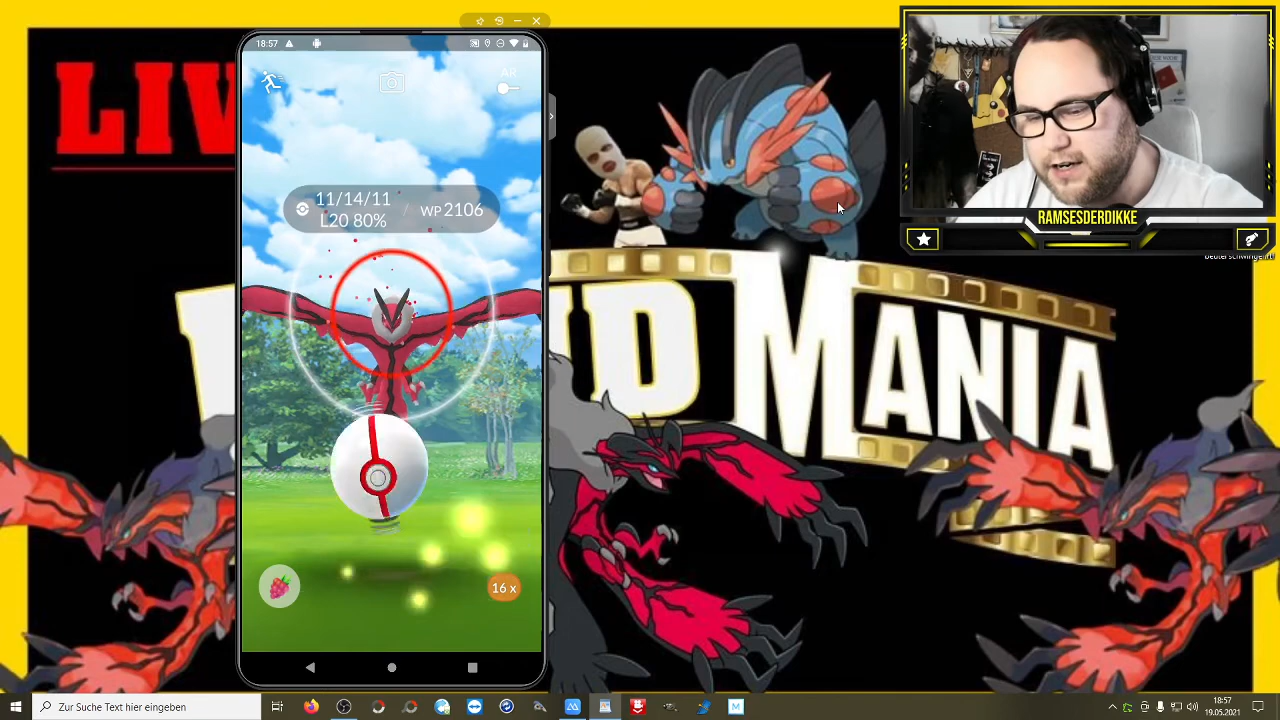 LIV
18:57
AR
11/14/11
L20 80%
/ WP 2106
16 x
D MANIA
RAMSESDERDIKKE
Zur Suche Text hier eingeben
18:57
19.05.2021